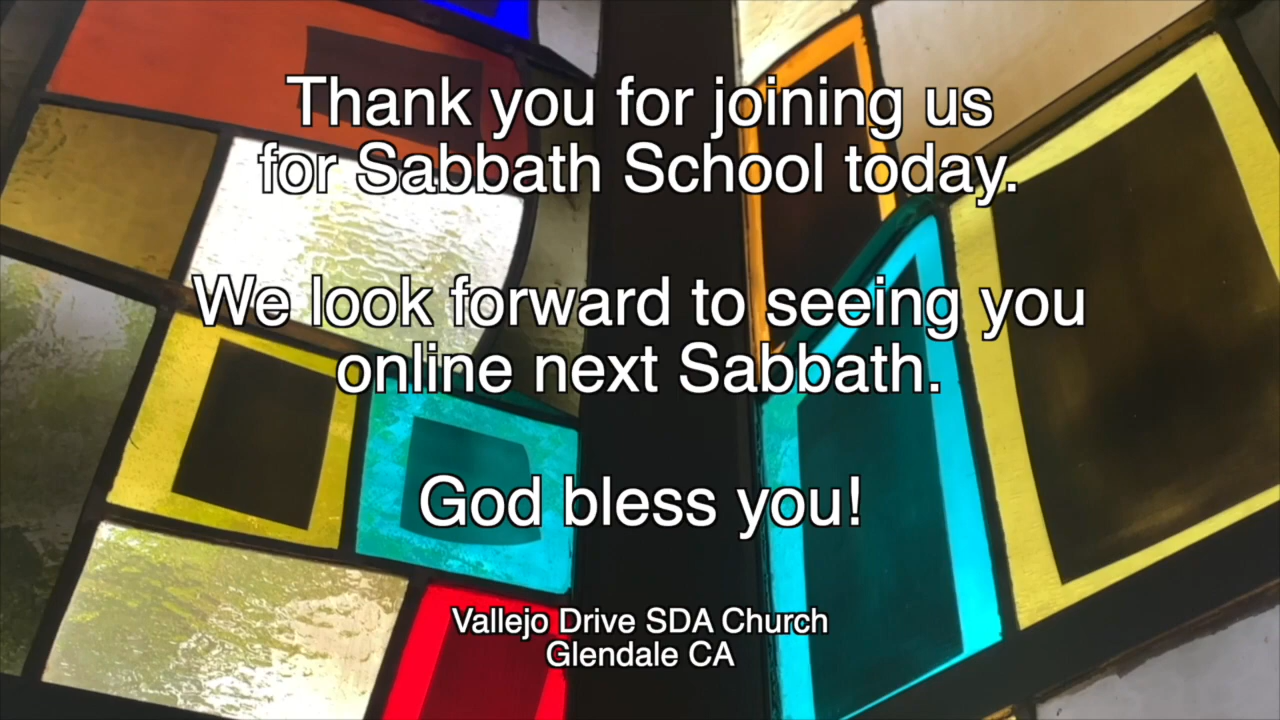 Thank you for joining us
for Sabbath School today.
We look forward to seeing you
online next Sabbath.
God bless you!
Vallejo Drive SDA Church
Glendale CA